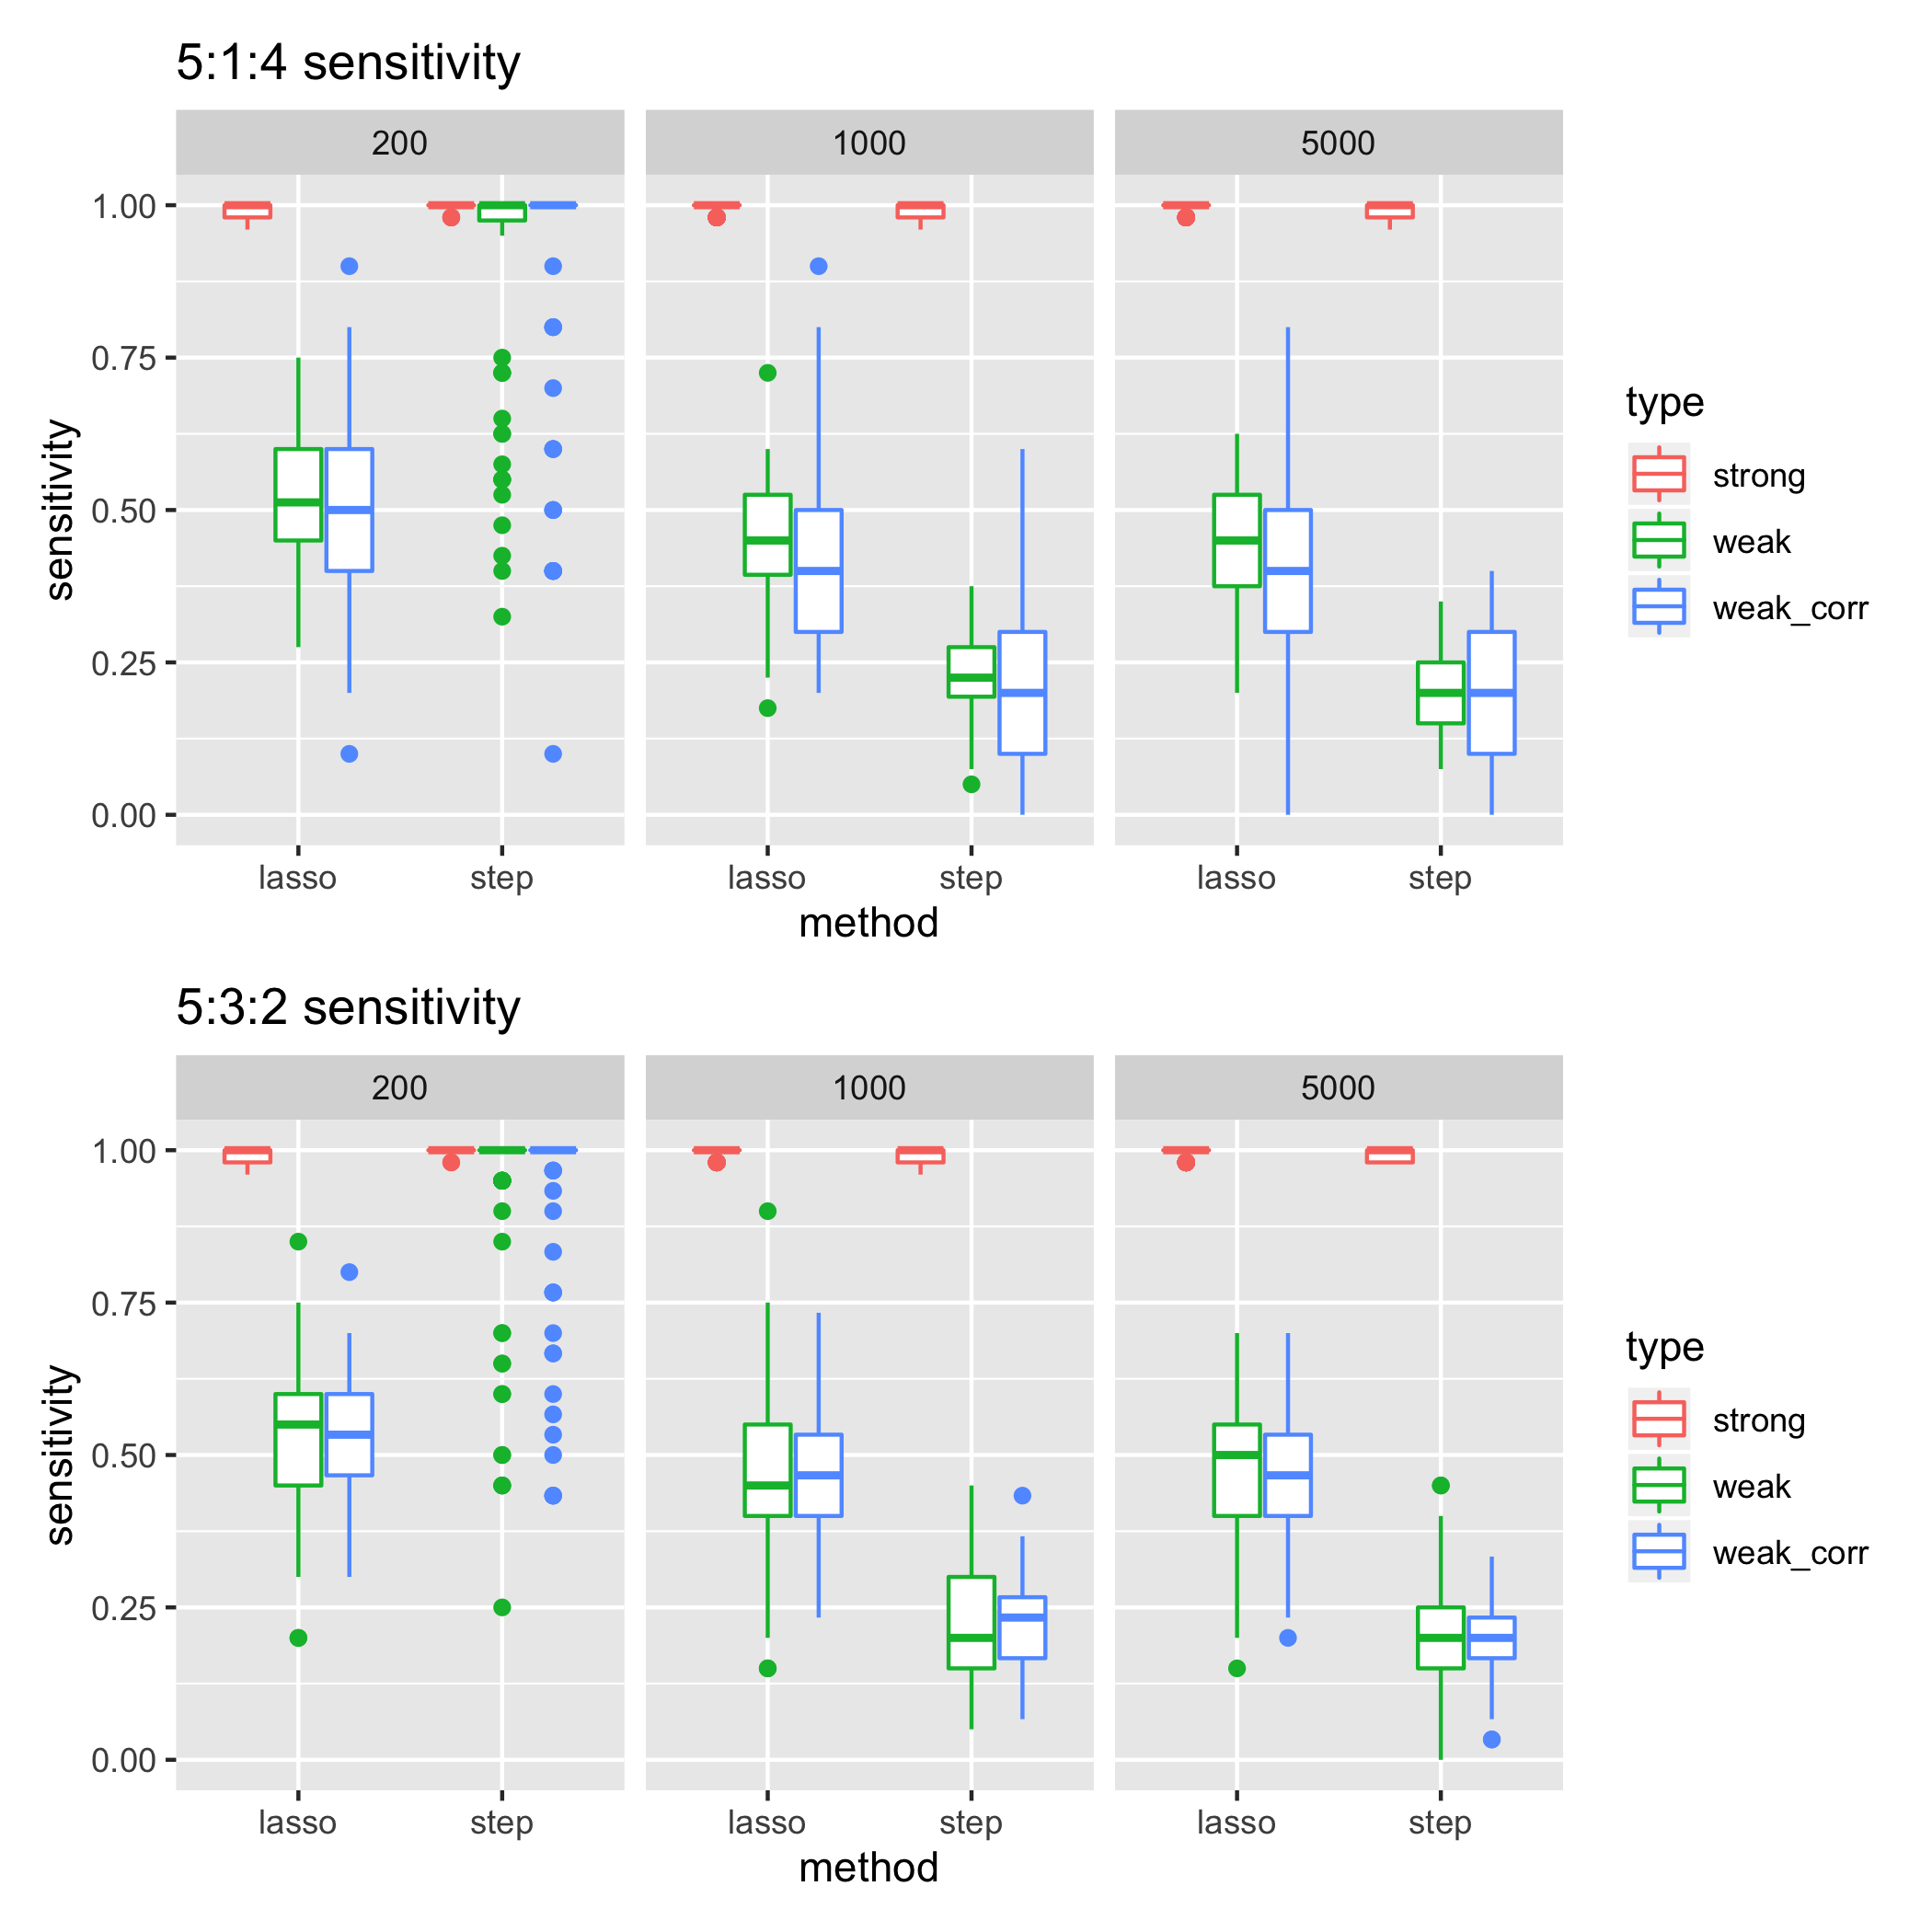 5:1:4 sensitivity
200 1000 5000
1.00
0.75
0.50
0.25
0.00
sensitivity
lasso step lasso step lasso step
method
type
strong
weak
weak_corr
5:3:2 sensitivity
200 1000 5000
1.00
0.75
0.50
0.25
0.00
sensitivity
lasso step lasso step lasso step
method
type
strong
weak
weak_corr